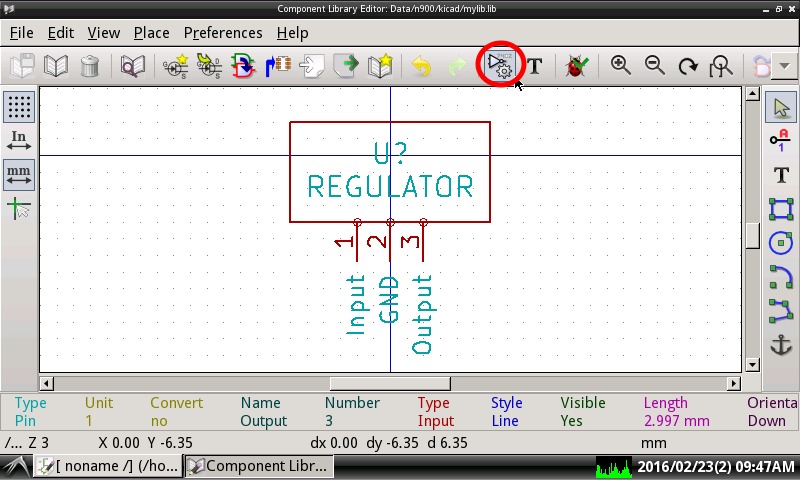 Component Library Editor: Data/n900/kicad/mylib.lib
File Edit View Place Preferences Help
T
In
mm
U?
REGULATOR
1 2 3
Input GND Output
1
T
Type Unit Convert Name Number Type Style Visible Length Orienta
Pin 1 no Output 3 Input Line Yes 2.997 mm Down
/... Z 3 X 0.00 Y -6.35 dx 0.00 dy -6.35 d 6.35 mm
[ noname /] (/ho... Component Libr... 2016/02/23(2) 09:47AM